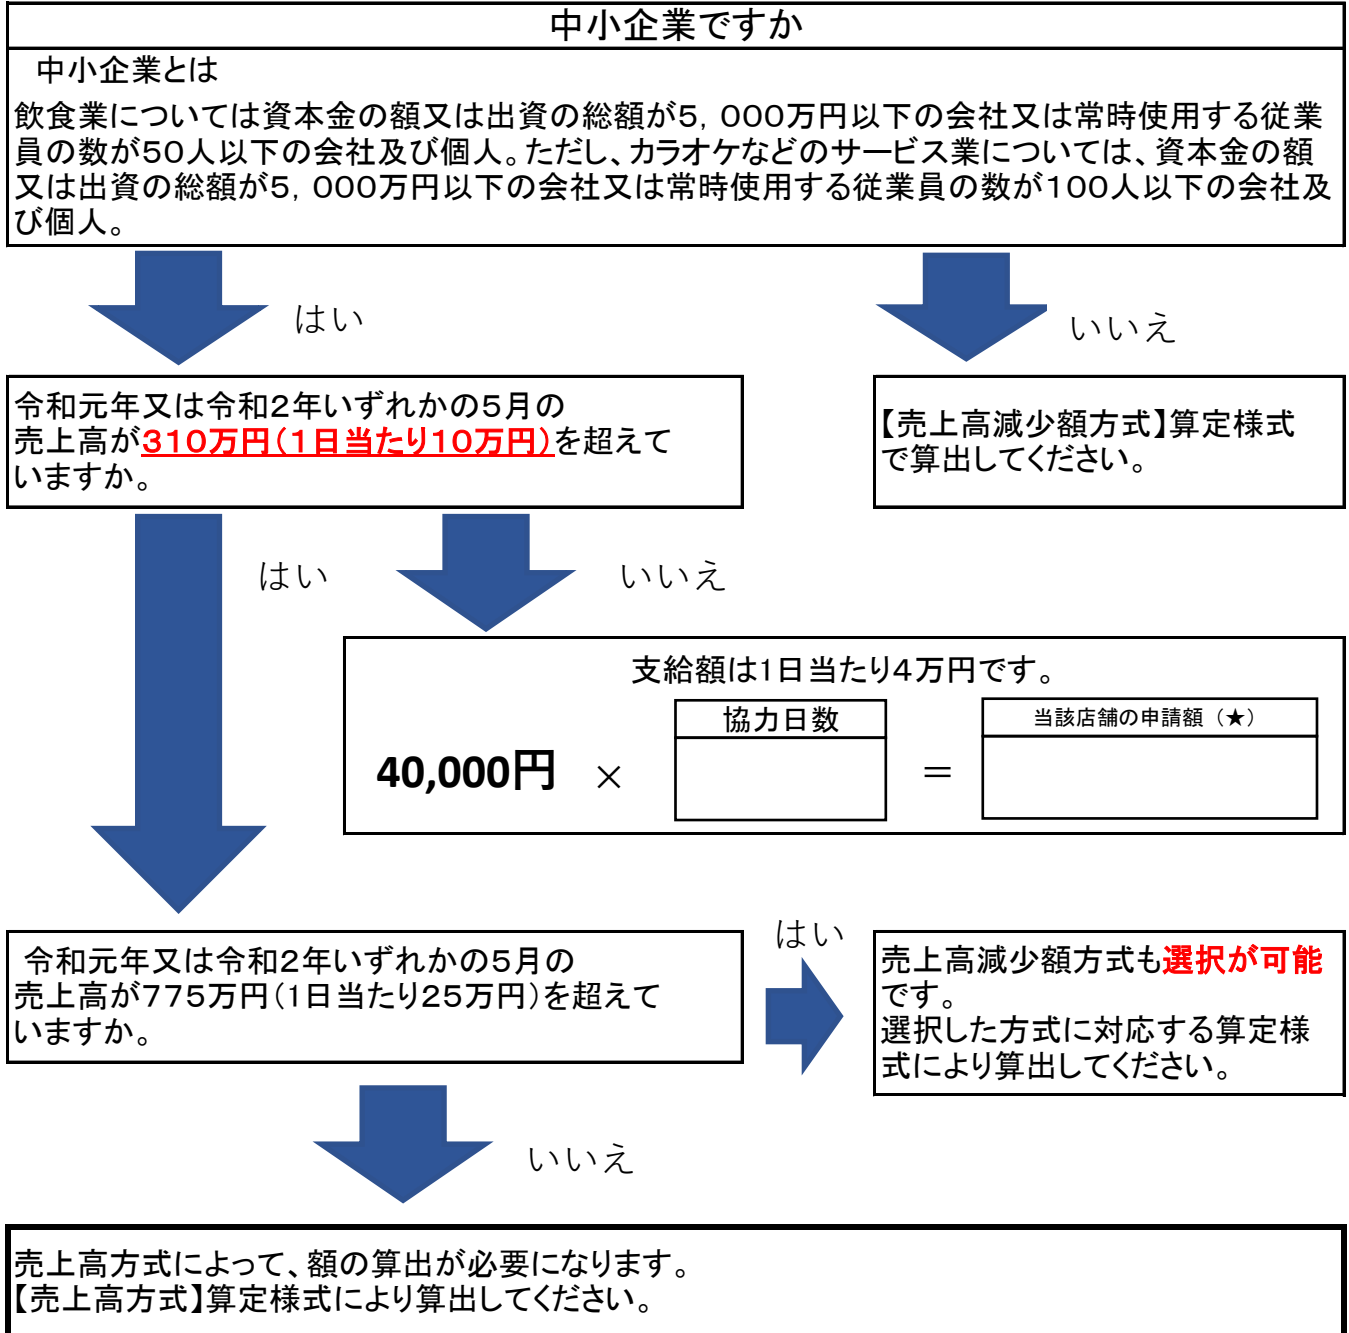 中小企業ですか
中小企業とは
飲食業については資本金の額又は出資の総額が5，000万円以下の会社又は常時使用する従業
員の数が50人以下の会社及び個人。ただし、カラオケなどのサービス業については、資本金の額
又は出資の総額が5，000万円以下の会社又は常時使用する従業員の数が100人以下の会社及
び個人。
はい
いいえ
令和元年又は令和2年いずれかの5月の
売上高が310万円（1日当たり10万円）を超えて
いますか。
【売上高減少額方式】算定様式
で算出してください。
はい
いいえ
支給額は1日当たり4万円です。
協力日数
当該店舗の申請額（★）
40,000円 × ＝
はい
令和元年又は令和2年いずれかの5月の
売上高が775万円（1日当たり25万円）を超えて
いますか。
売上高減少額方式も選択が可能
です。
選択した方式に対応する算定様
式により算出してください。
いいえ
売上高方式によって、額の算出が必要になります。
【売上高方式】算定様式により算出してください。